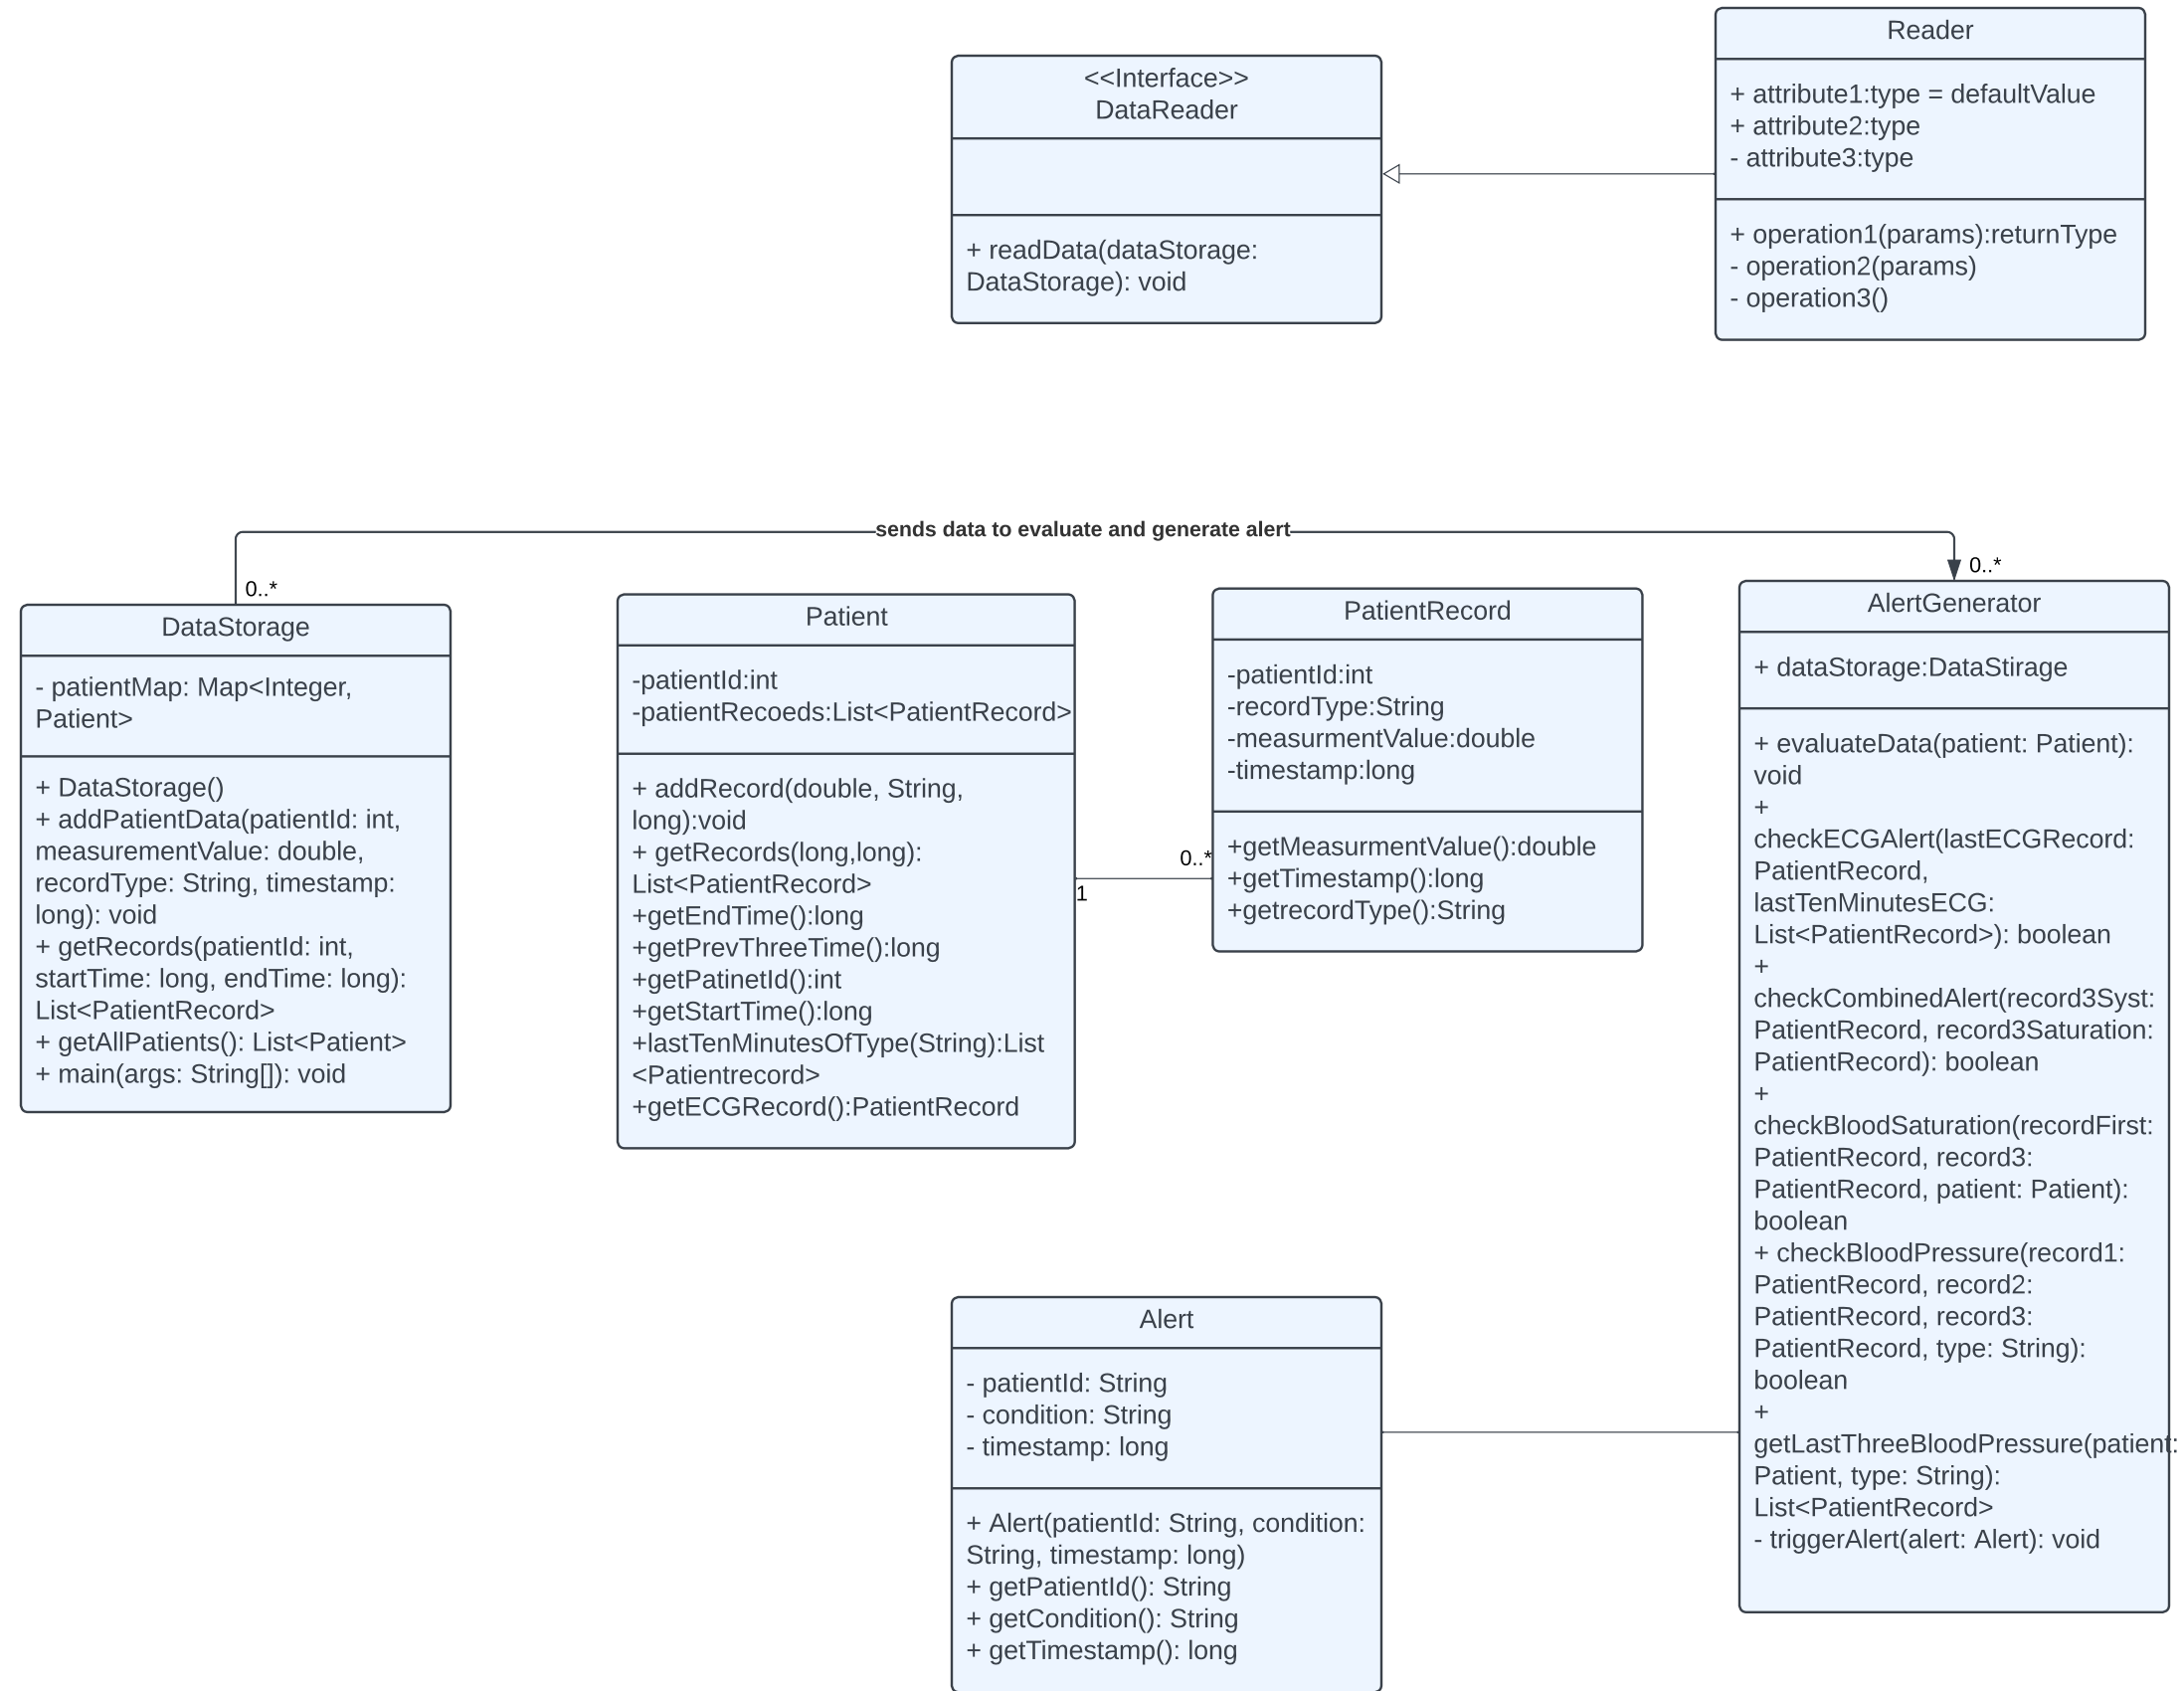 Reader
+ attribute1:type = defaultValue
+ attribute2:type
- attribute3:type
+ operation1(params):returnType
- operation2(params)
- operation3()
<<Interface>>
DataReader
+ readData(dataStorage:
DataStorage): void
sends data to evaluate and generate alert
0..*
0..*
DataStorage
- patientMap: Map<Integer,
Patient>
+ DataStorage()
+ addPatientData(patientId: int,
measurementValue: double,
recordType: String, timestamp:
long): void
+ getRecords(patientId: int,
startTime: long, endTime: long):
List<PatientRecord>
+ getAllPatients(): List<Patient>
+ main(args: String[]): void
Patient
-patientId:int
-patientRecoeds:List<PatientRecord>
+ addRecord(double, String,
long):void
+ getRecords(long,long):
List<PatientRecord>
+getEndTime():long
+getPrevThreeTime():long
+getPatinetId():int
+getStartTime():long
+lastTenMinutesOfType(String):List
<Patientrecord>
+getECGRecord():PatientRecord
1
0..*
PatientRecord
-patientId:int
-recordType:String
-measurmentValue:double
-timestamp:long
+getMeasurmentValue():double
+getTimestamp():long
+getrecordType():String
AlertGenerator
+ dataStorage:DataStirage
+ evaluateData(patient: Patient):
void
+
checkECGAlert(lastECGRecord:
PatientRecord,
lastTenMinutesECG:
List<PatientRecord>): boolean
+
checkCombinedAlert(record3Syst:
PatientRecord, record3Saturation:
PatientRecord): boolean
+
checkBloodSaturation(recordFirst:
PatientRecord, record3:
PatientRecord, patient: Patient):
boolean
+ checkBloodPressure(record1:
PatientRecord, record2:
PatientRecord, record3:
PatientRecord, type: String):
boolean
+
getLastThreeBloodPressure(patient:
Patient, type: String):
List<PatientRecord>
- triggerAlert(alert: Alert): void
Alert
- patientId: String
- condition: String
- timestamp: long
+ Alert(patientId: String, condition:
String, timestamp: long)
+ getPatientId(): String
+ getCondition(): String
+ getTimestamp(): long